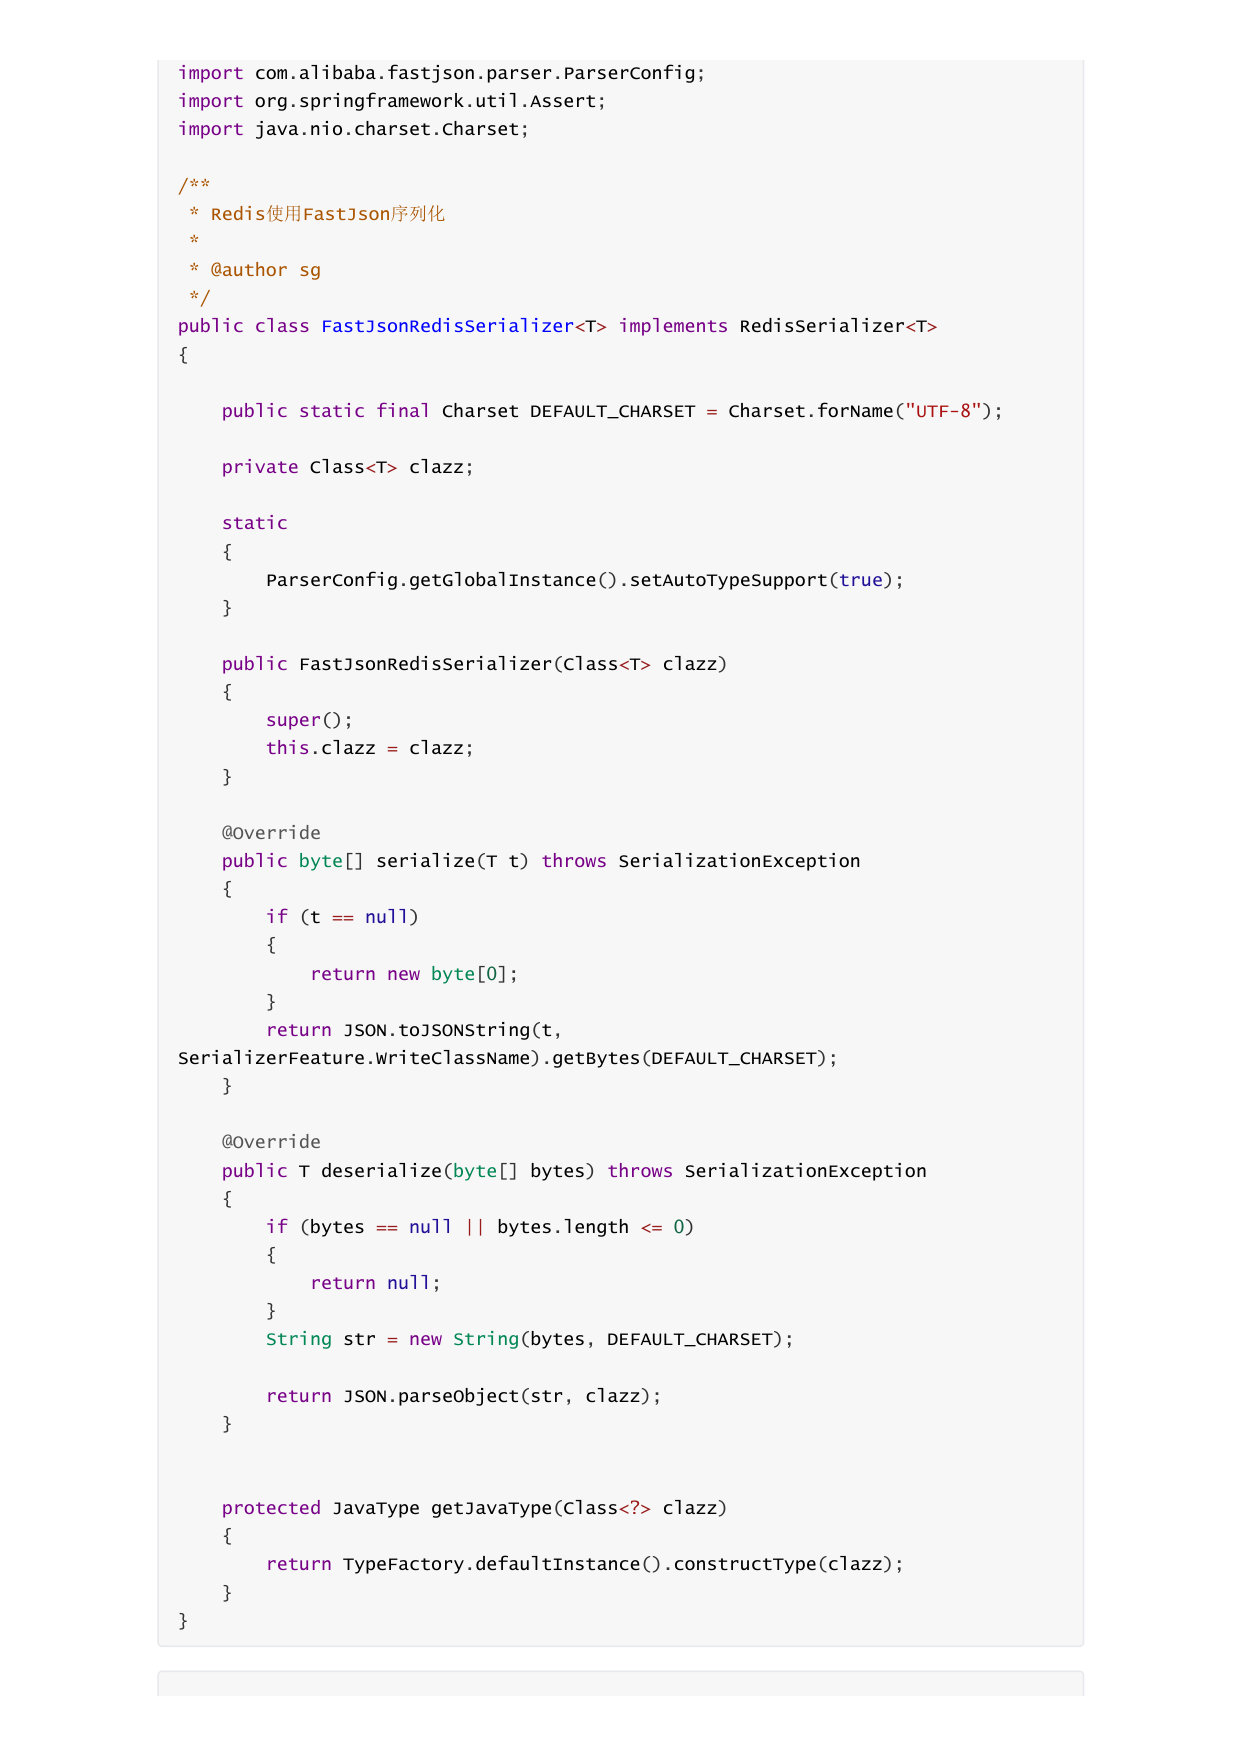 import com.alibaba.fastjson.parser.ParserConfig;
import org.springframework.util.Assert;
import java.nio.charset.Charset;

/**
 * Redis使用FastJson序列化
 *
 * @author sg
 */
public class FastJsonRedisSerializer<T> implements RedisSerializer<T>
{

    public static final Charset DEFAULT_CHARSET = Charset.forName("UTF-8");

    private Class<T> clazz;

    static
    {
        ParserConfig.getGlobalInstance().setAutoTypeSupport(true);
    }

    public FastJsonRedisSerializer(Class<T> clazz)
    {
        super();
        this.clazz = clazz;
    }

    @Override
    public byte[] serialize(T t) throws SerializationException
    {
        if (t == null)
        {
            return new byte[0];
        }
        return JSON.toJSONString(t,
SerializerFeature.WriteClassName).getBytes(DEFAULT_CHARSET);
    }

    @Override
    public T deserialize(byte[] bytes) throws SerializationException
    {
        if (bytes == null || bytes.length <= 0)
        {
            return null;
        }
        String str = new String(bytes, DEFAULT_CHARSET);

        return JSON.parseObject(str, clazz);
    }


    protected JavaType getJavaType(Class<?> clazz)
    {
        return TypeFactory.defaultInstance().constructType(clazz);
    }
}